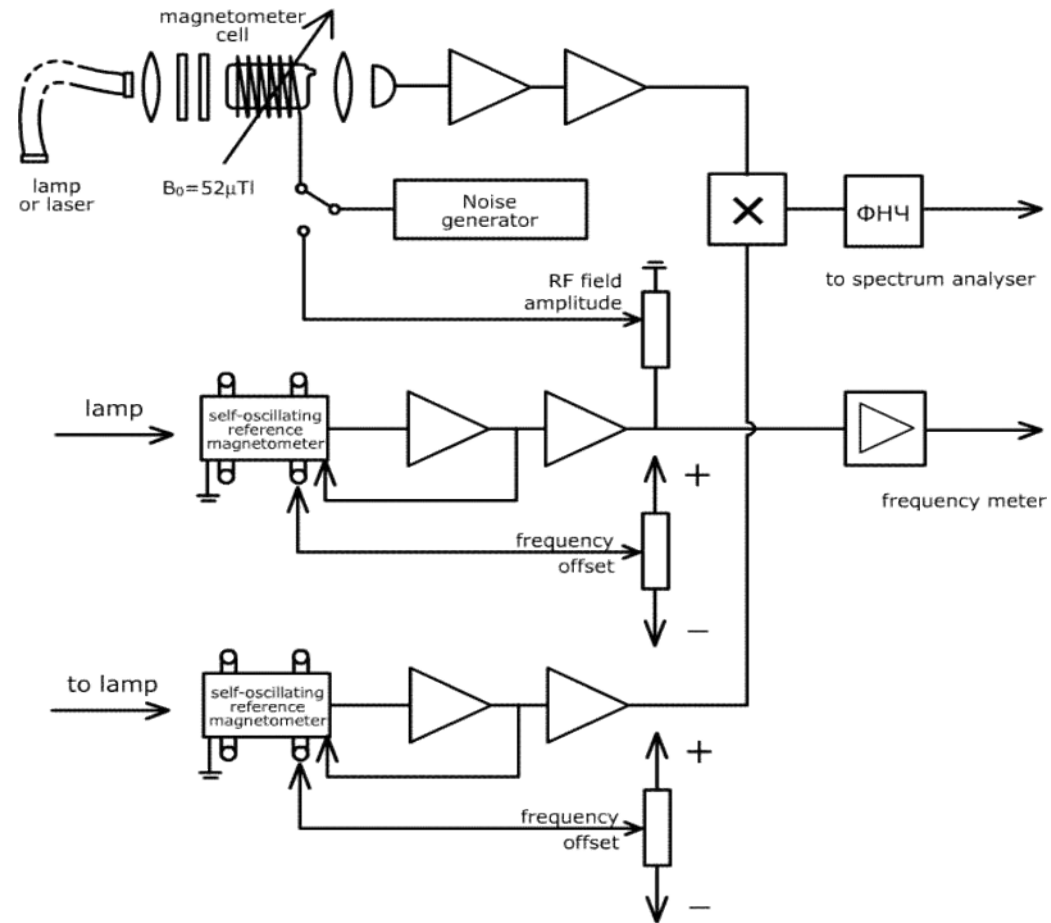 magnetometer
cell
lamp
or laser
B₀=52μTl
Noise
generator
×
ФНЧ
to spectrum analyser
RF field
amplitude
lamp
self-oscillating
reference
magnetometer
+
frequency meter
frequency
offset
−
to lamp
self-oscillating
reference
magnetometer
+
frequency
offset
−